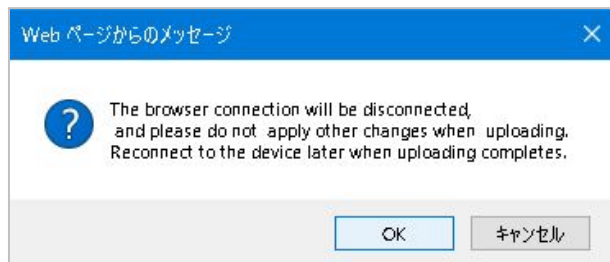 Web ページからのメッセージ
The browser connection will be disconnected,
and please do not apply other changes when uploading.
Reconnect to the device later when uploading completes.
OK
キャンセル